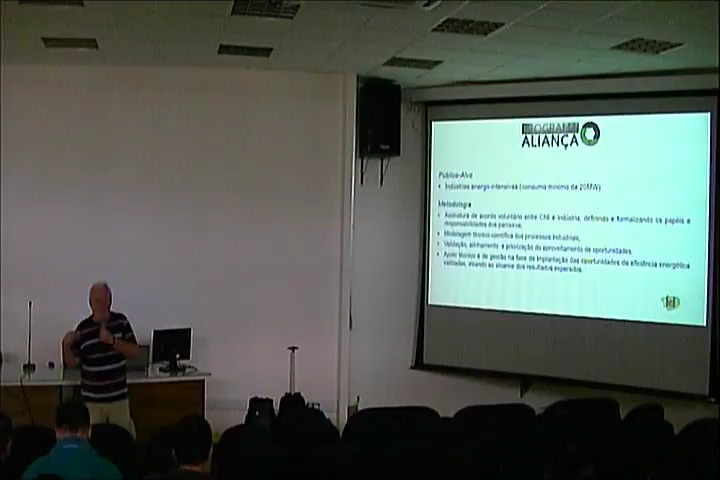 PROGRAMA
ALIANÇA
Público-Alvo
• Indústrias energo-intensivas (consumo mínimo de 20MW)
Metodologia
• Assinatura de acordo voluntário entre CNI e indústria, definindo e formalizando os papéis e
responsabilidades dos parceiros;
• Modelagem técnico-científica dos processos industriais;
• Validação, alinhamento e priorização do aproveitamento de oportunidades;
• Apoio técnico e de gestão na fase de implantação das oportunidades de eficiência energética
validadas, visando ao alcance dos resultados esperados.